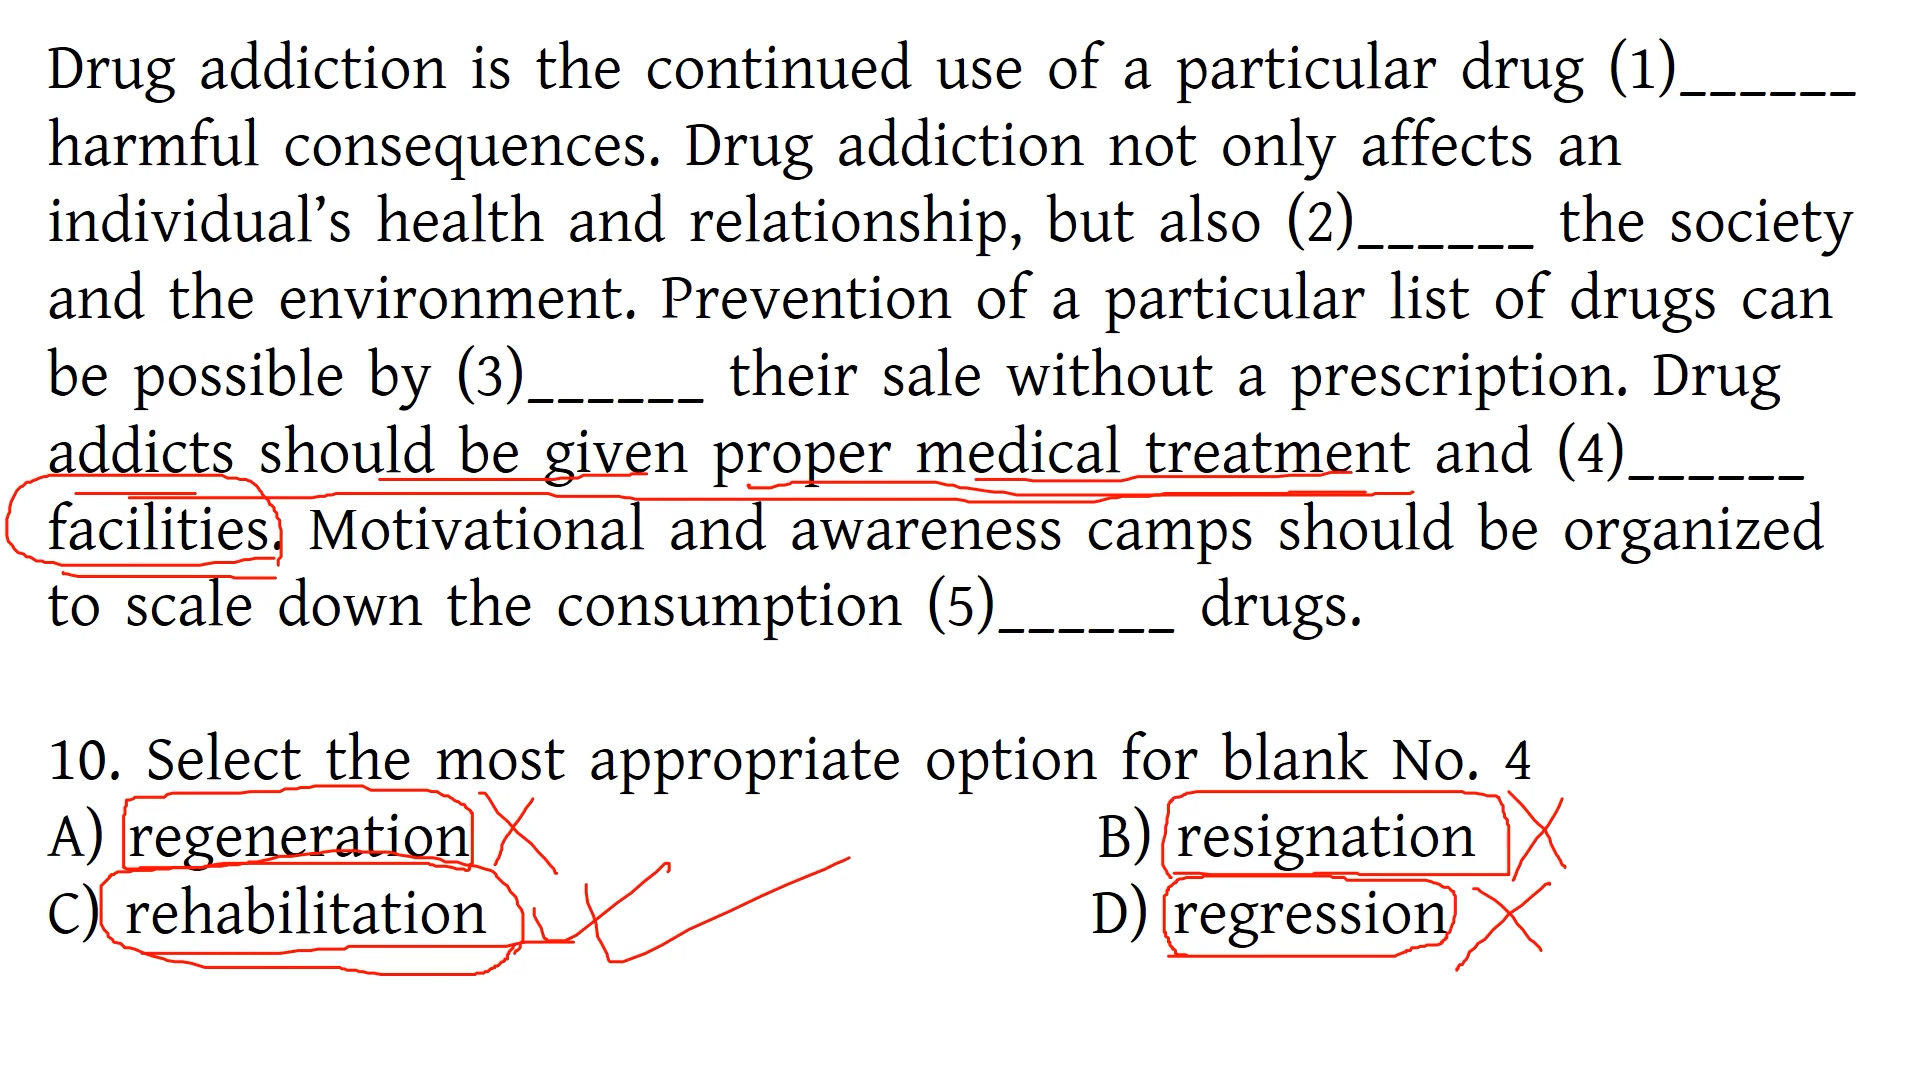 Drug addiction is the continued use of a particular drug (1)______
harmful consequences. Drug addiction not only affects an
individual’s health and relationship, but also (2)______ the society
and the environment. Prevention of a particular list of drugs can
be possible by (3)______ their sale without a prescription. Drug
addicts should be given proper medical treatment and (4)______
facilities. Motivational and awareness camps should be organized
to scale down the consumption (5)______ drugs.
10. Select the most appropriate option for blank No. 4
A) regeneration B) resignation
C) rehabilitation D) regression